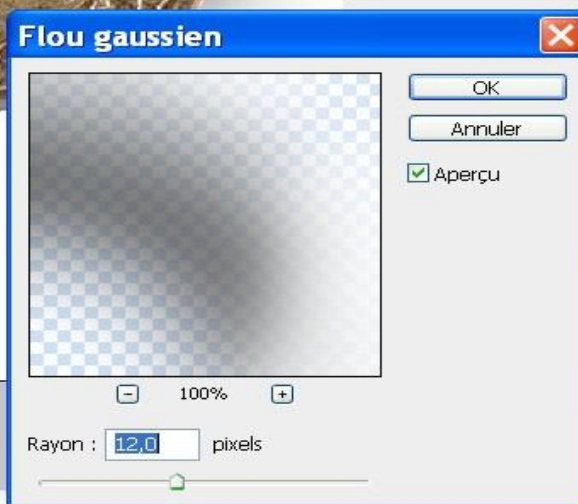 Flou gaussien
OK
Annuler
Aperçu
100%
Rayon : 12,0 pixels